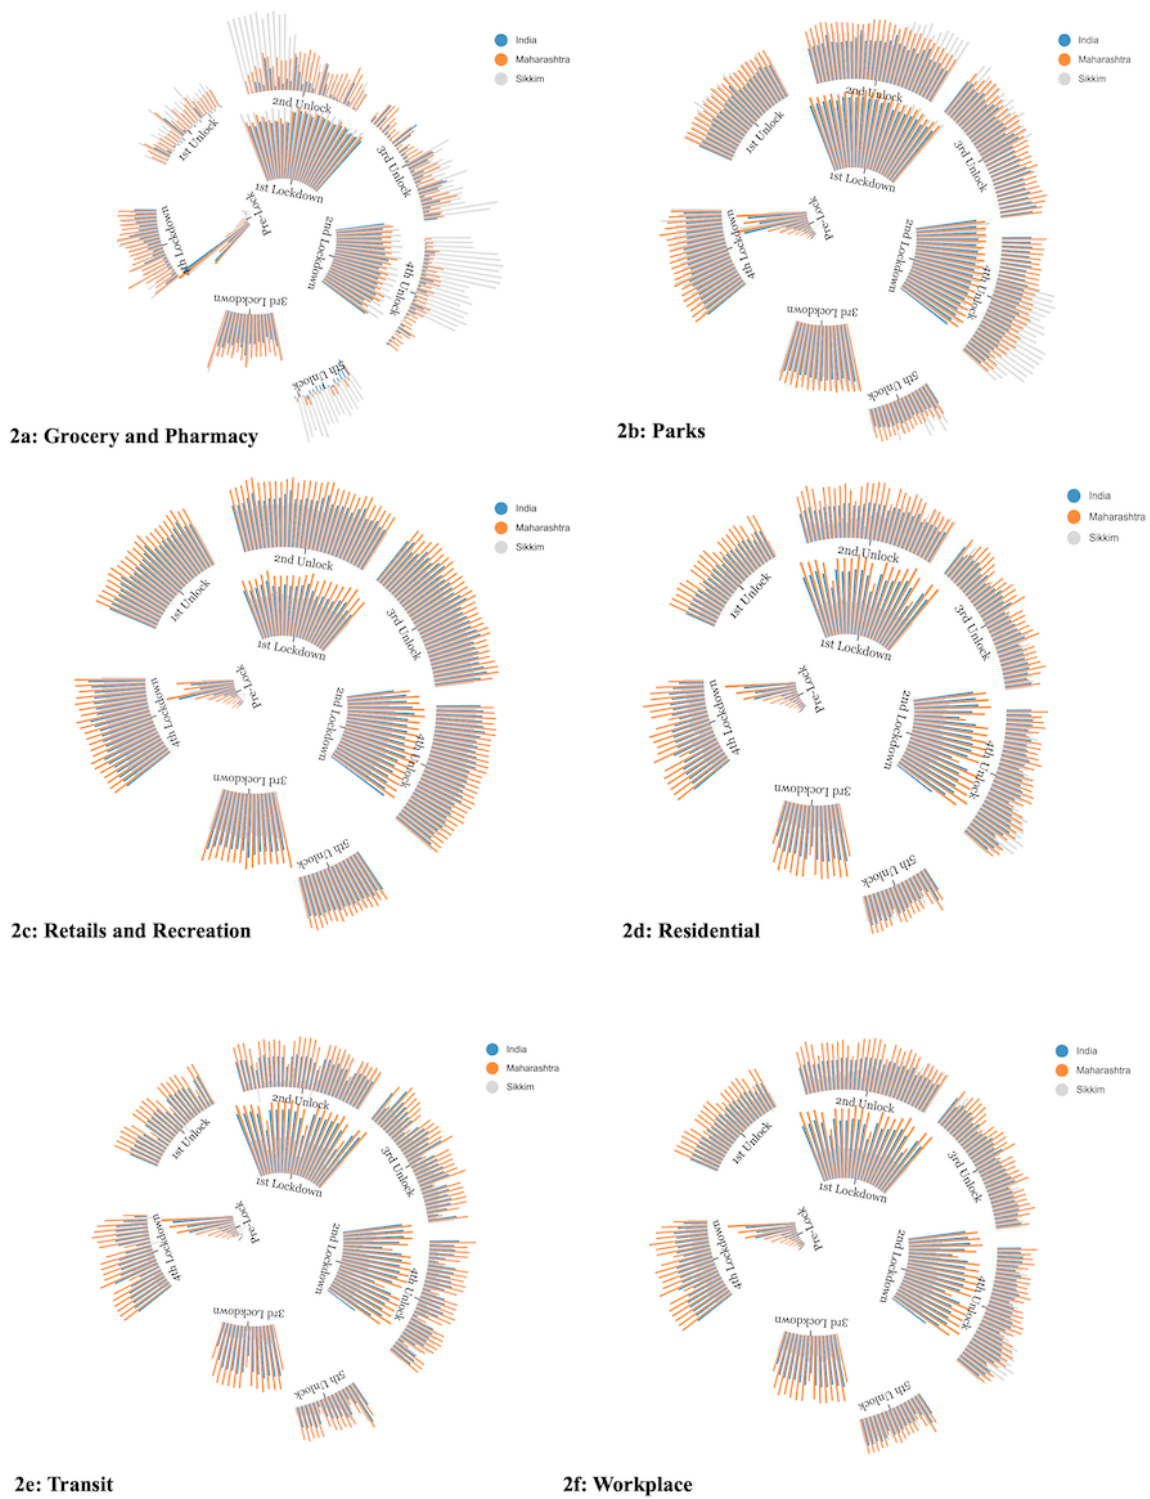 India
Maharashtra
Sikkim
2nd Unlock
1st Unlock
3rd Unlock
1st Lockdown
Pre-Lock
2nd Lockdown
4th Lockdown
4th Unlock
3rd Lockdown
5th Unlock
2a: Grocery and Pharmacy
India
Maharashtra
Sikkim
2nd Unlock
1st Unlock
3rd Unlock
1st Lockdown
Pre-Lock
2nd Lockdown
4th Lockdown
4th Unlock
3rd Lockdown
5th Unlock
2b: Parks
India
Maharashtra
Sikkim
2nd Unlock
1st Unlock
3rd Unlock
1st Lockdown
Pre-Lock
2nd Lockdown
4th Lockdown
4th Unlock
3rd Lockdown
5th Unlock
2c: Retails and Recreation
India
Maharashtra
Sikkim
2nd Unlock
1st Unlock
3rd Unlock
1st Lockdown
Pre-Lock
2nd Lockdown
4th Lockdown
4th Unlock
3rd Lockdown
5th Unlock
2d: Residential
India
Maharashtra
Sikkim
2nd Unlock
1st Unlock
3rd Unlock
1st Lockdown
Pre-Lock
2nd Lockdown
4th Lockdown
4th Unlock
3rd Lockdown
5th Unlock
2e: Transit
India
Maharashtra
Sikkim
2nd Unlock
1st Unlock
3rd Unlock
1st Lockdown
Pre-Lock
2nd Lockdown
4th Lockdown
4th Unlock
3rd Lockdown
5th Unlock
2f: Workplace